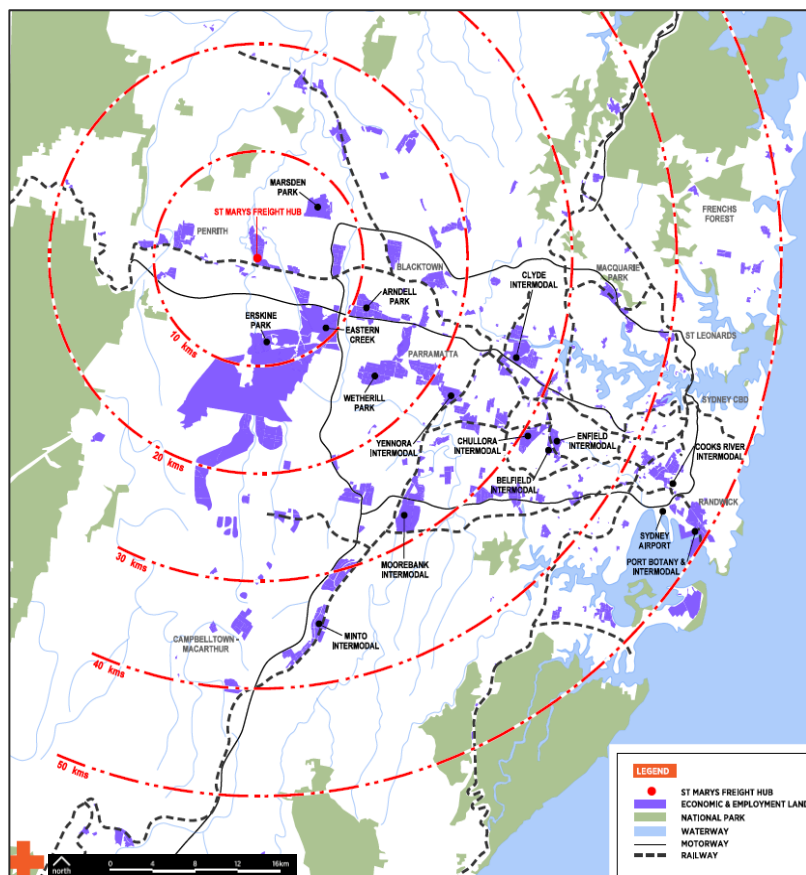 MARSDEN
PARK
ST MARYS FREIGHT HUB
PENRITH
FRENCHS
FOREST
BLACKTOWN
CLYDE
INTERMODAL
MACQUARIE
PARK
ARNDELL
PARK
ERSKINE
PARK
EASTERN
CREEK
10 kms
PARRAMATTA
ST LEONARDS
WETHERILL
PARK
SYDNEY CBD
YENNORA
INTERMODAL
CHULLORA
INTERMODAL
ENFIELD
INTERMODAL
COOKS RIVER
INTERMODAL
20 kms
BELFIELD
INTERMODAL
RANDWICK
SYDNEY
AIRPORT
30 kms
MOOREBANK
INTERMODAL
PORT BOTANY &
INTERMODAL
CAMPBELLTOWN -
MACARTHUR
MINTO
INTERMODAL
40 kms
50 kms
LEGEND
ST MARYS FREIGHT HUB
ECONOMIC & EMPLOYMENT LAND
NATIONAL PARK
WATERWAY
MOTORWAY
RAILWAY
north
0 4 8 12 16km